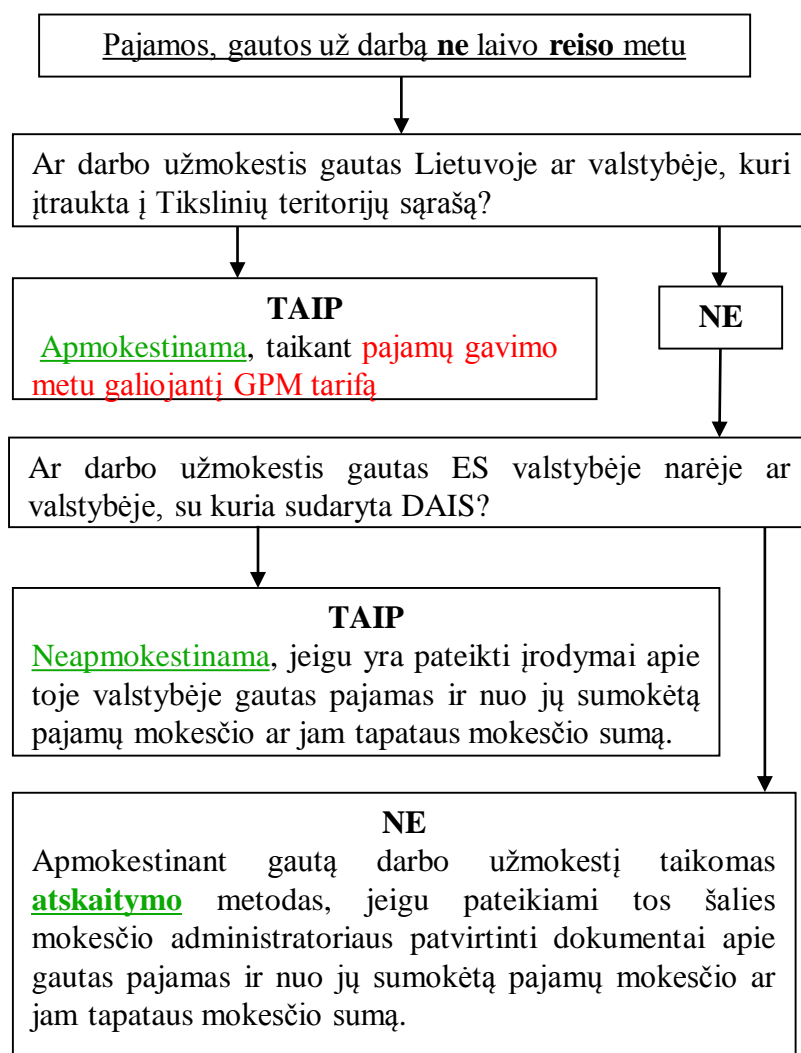 Pajamos, gautos už darbą ne laivo reiso metu
Ar darbo užmokestis gautas Lietuvoje ar valstybėje, kuri
įtraukta į Tikslinių teritorijų sąrašą?
TAIP
Apmokestinama, taikant pajamų gavimo
metu galiojantį GPM tarifą
NE
Ar darbo užmokestis gautas ES valstybėje narėje ar
valstybėje, su kuria sudaryta DAIS?
TAIP
Neapmokestinama, jeigu yra pateikti įrodymai apie
toje valstybėje gautas pajamas ir nuo jų sumokėtą
pajamų mokesčio ar jam tapataus mokesčio sumą.
NE
Apmokestinant gautą darbo užmokestį taikomas
atskaitymo metodas, jeigu pateikiami tos šalies
mokesčio administratoriaus patvirtinti dokumentai apie
gautas pajamas ir nuo jų sumokėtą pajamų mokesčio ar
jam tapataus mokesčio sumą.